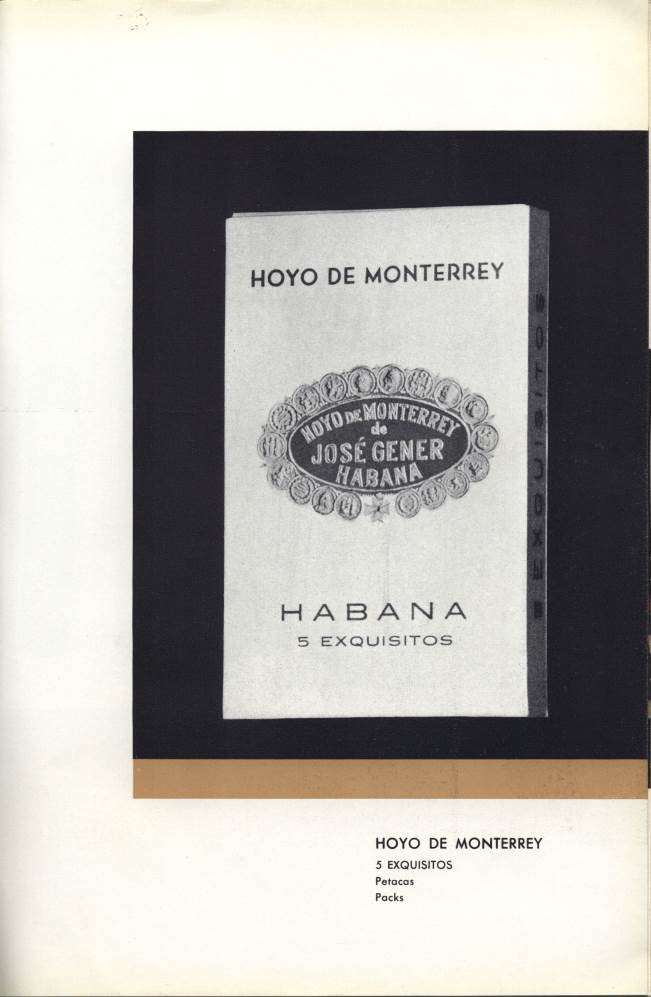 HOYO DE MONTERREY
HOYO DE MONTERREY
de
JOSÉ GENER
HABANA
HABANA
5 EXQUISITOS
5 EXQUISITOS
HOYO DE MONTERREY
5 EXQUISITOS
Petacas
Packs